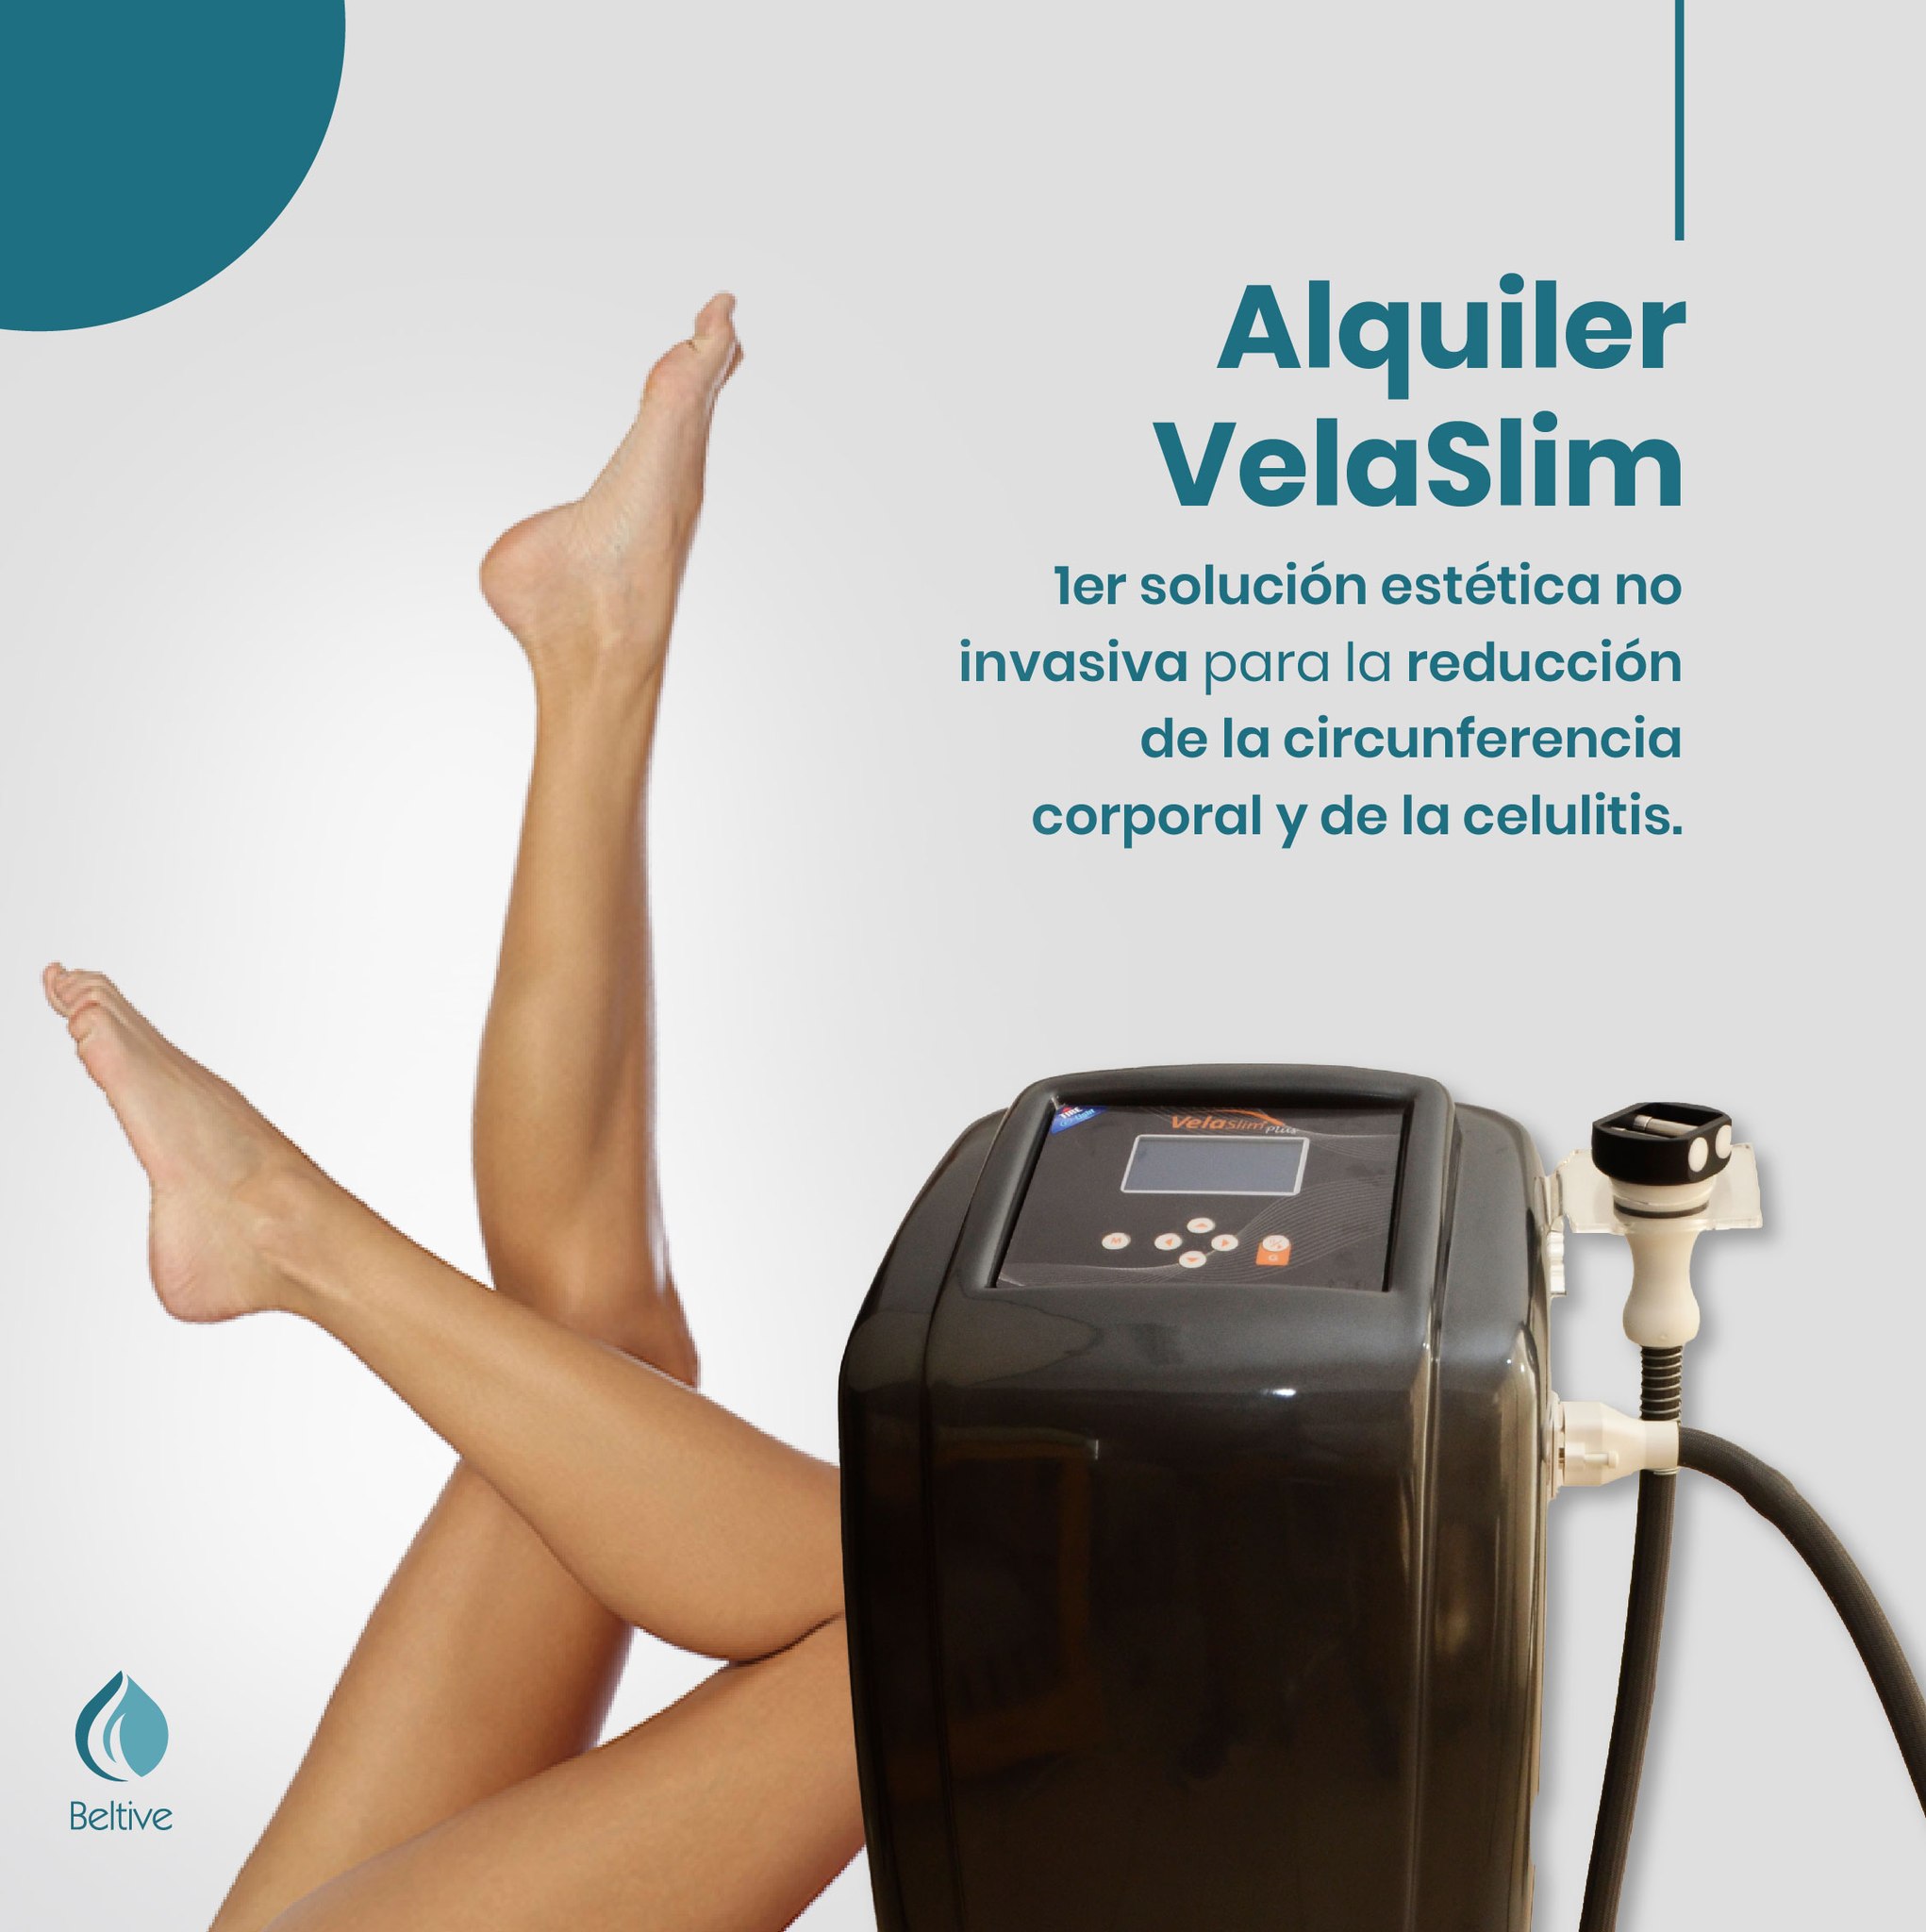 Alquiler
VelaSlim
1er solución estética no
invasiva para la reducción
de la circunferencia
corporal y de la celulitis.
VelaSlim Plus
M
Beltive